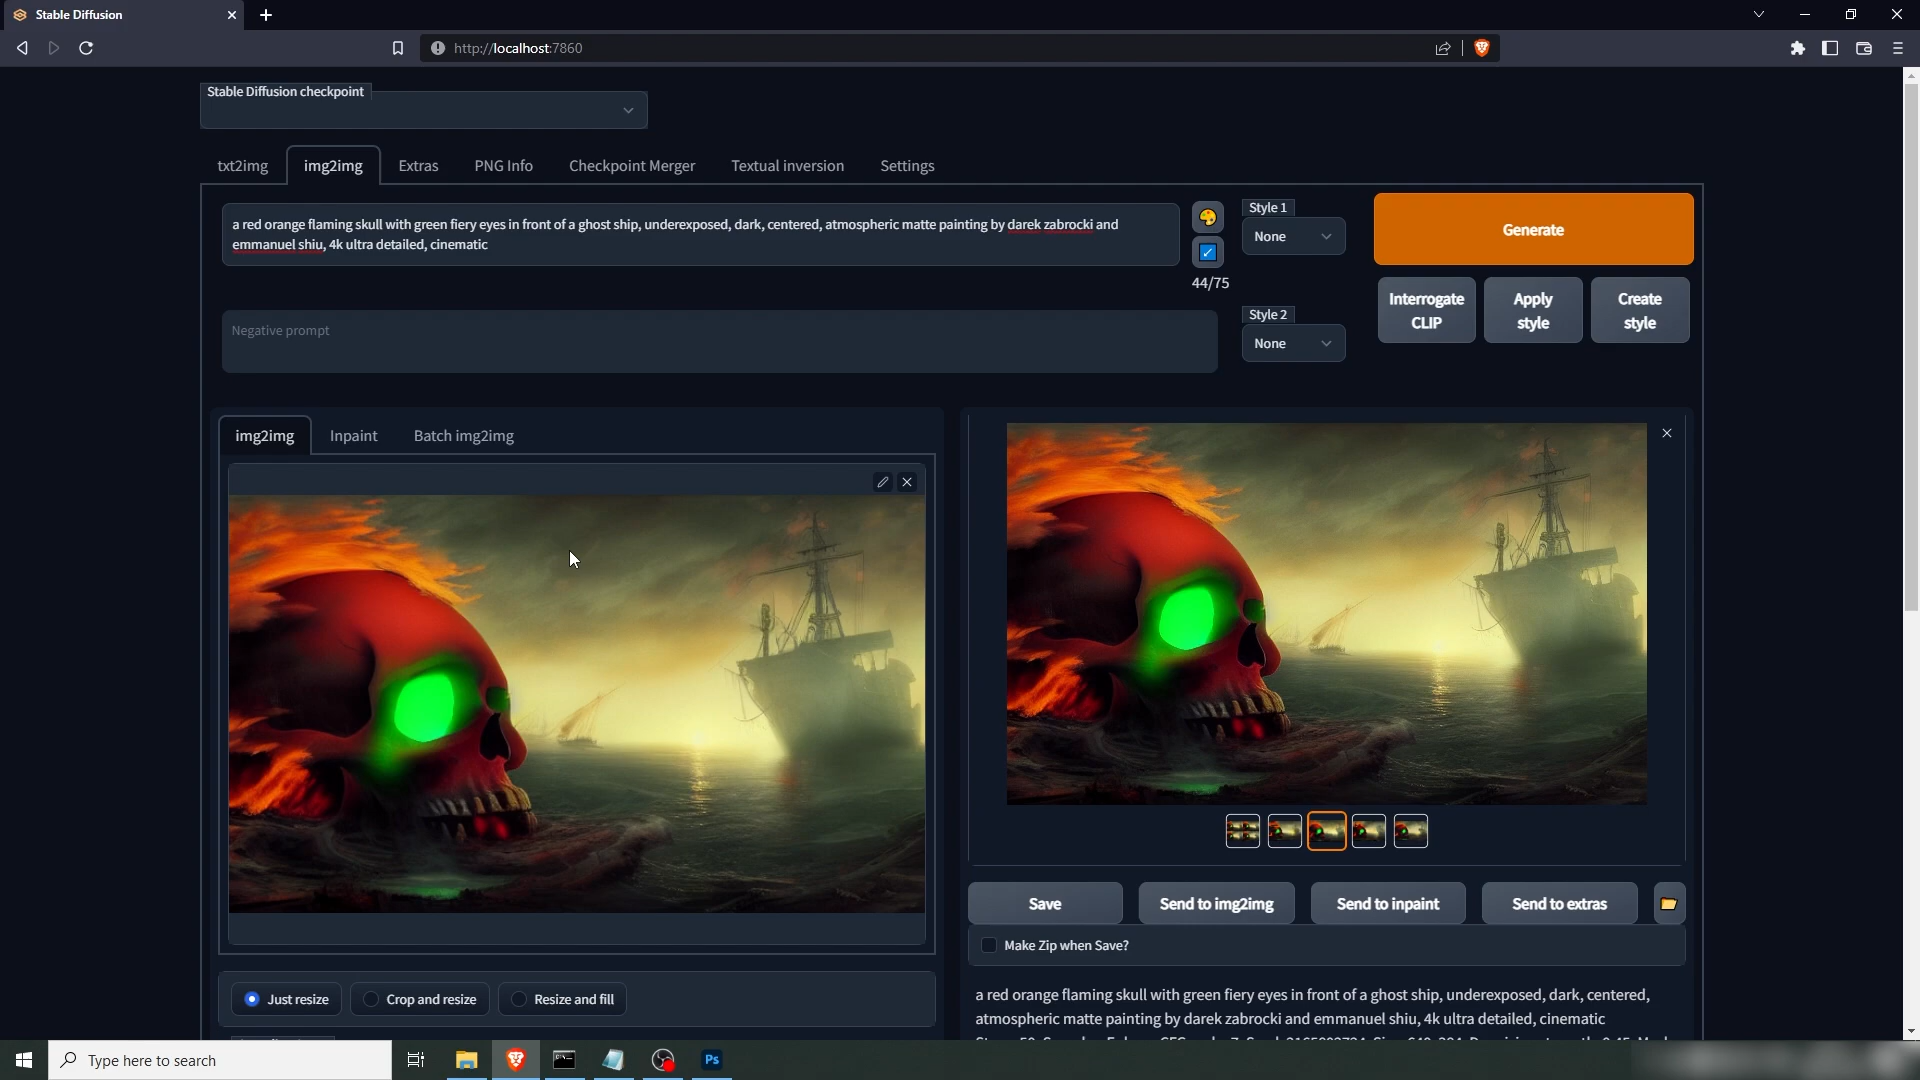 Stable Diffusion
http://localhost:7860
Stable Diffusion checkpoint
txt2img img2img Extras PNG Info Checkpoint Merger Textual inversion Settings
a red orange flaming skull with green fiery eyes in front of a ghost ship, underexposed, dark, centered, atmospheric matte painting by darek zabrocki and
emmanuel shiu, 4k ultra detailed, cinematic
44/75
Style 1
None
Generate
Interrogate
CLIP
Apply
style
Create
style
Negative prompt
Style 2
None
img2img Inpaint Batch img2img
Just resize Crop and resize Resize and fill
Save Send to img2img Send to inpaint Send to extras
Make Zip when Save?
a red orange flaming skull with green fiery eyes in front of a ghost ship, underexposed, dark, centered,
atmospheric matte painting by darek zabrocki and emmanuel shiu, 4k ultra detailed, cinematic
Type here to search
Ps